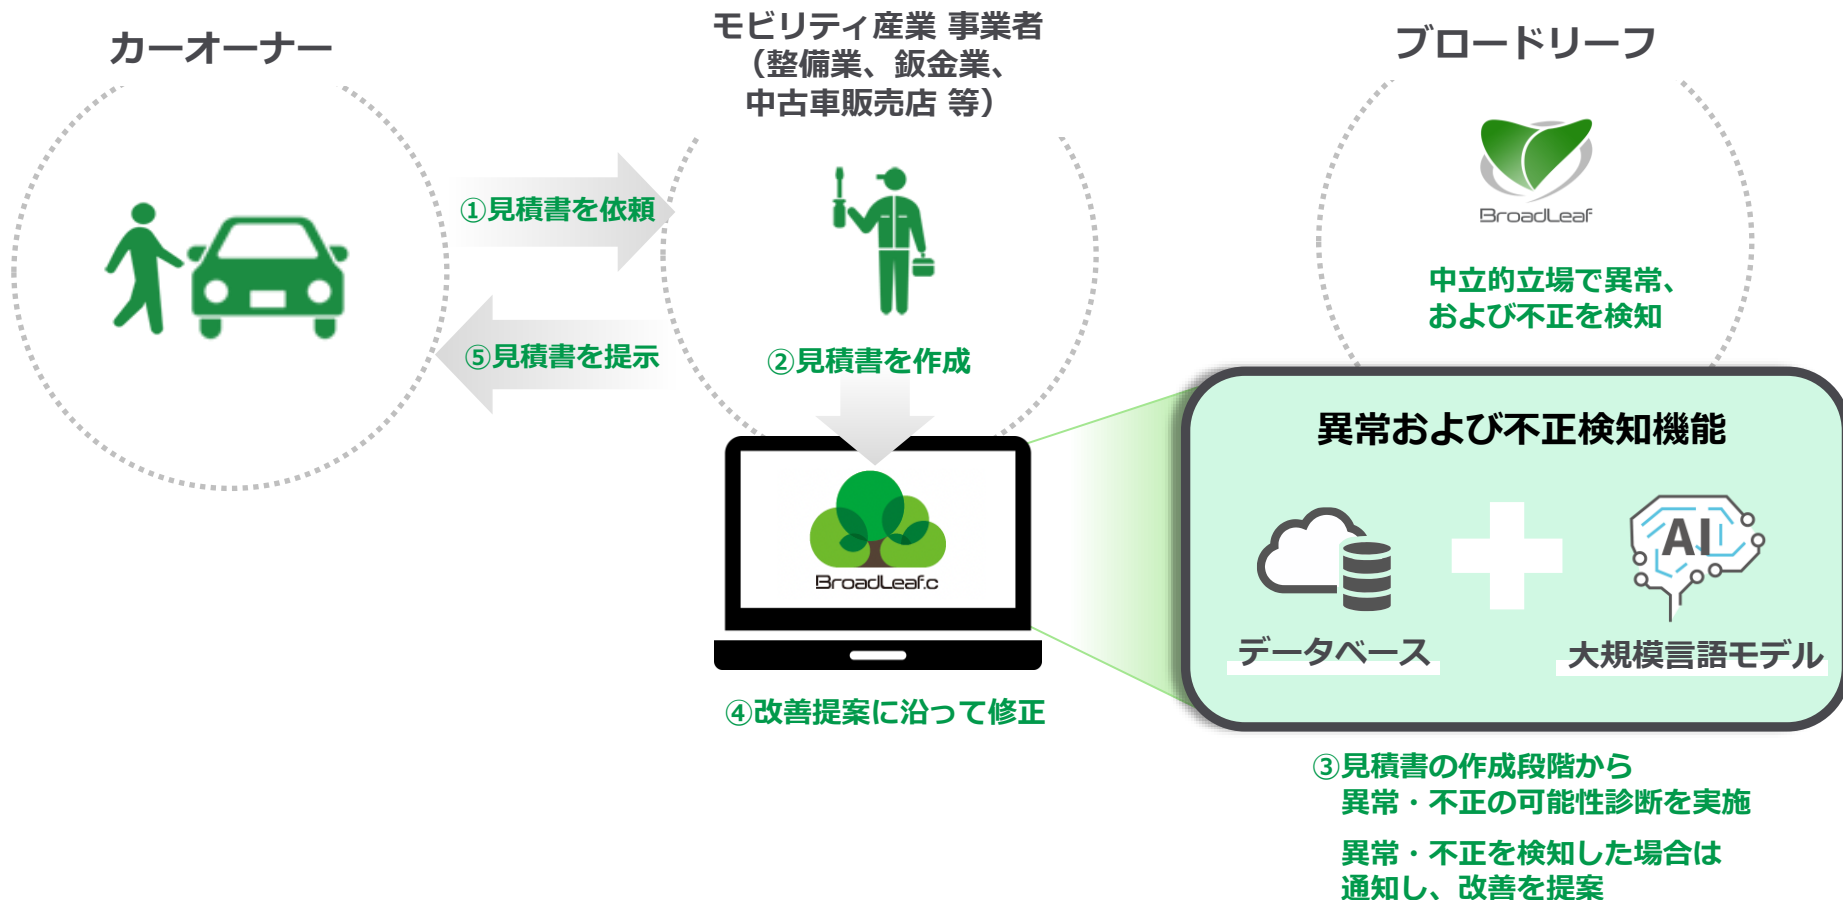 カーオーナー
モビリティ産業 事業者
（整備業、鈑金業、
中古車販売店 等）
ブロードリーフ
①見積書を依頼
⑤見積書を提示
②見積書を作成
BroadLeaf
中立的立場で異常、
および不正を検知
BroadLeaf.c
④改善提案に沿って修正
異常および不正検知機能
データベース
AI
大規模言語モデル
③見積書の作成段階から
異常・不正の可能性診断を実施
異常・不正を検知した場合は
通知し、改善を提案